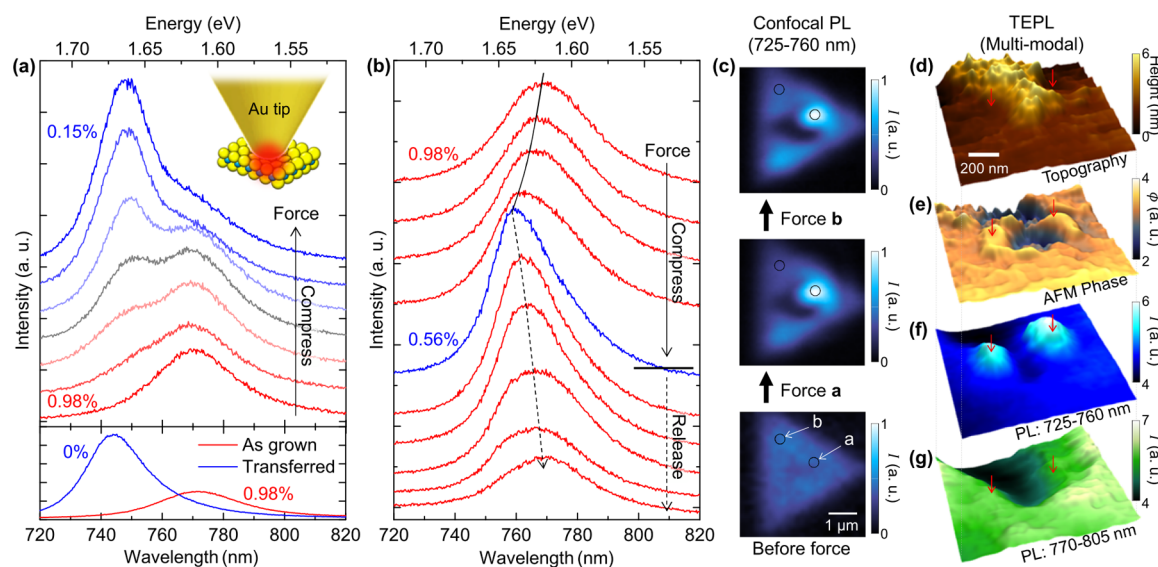 Energy (eV)
1.70
1.65
1.60
1.55
(a)
0.15%
Au tip
Force
Compress
0.98%
Intensity (a. u.)
0%
As grown
Transferred
0.98%
720
740
760
780
800
820
Wavelength (nm)
Energy (eV)
1.70
1.65
1.60
1.55
(b)
0.98%
Force
Compress
0.56%
Release
Intensity (a. u.)
720
740
760
780
800
820
Wavelength (nm)
Confocal PL
(725-760 nm)
(c)
1
I (a. u.)
0
Force b
1
I (a. u.)
0
Force a
b
a
1 µm
1
I (a. u.)
0
Before force
TEPL
(Multi-modal)
(d)
6
Height (nm)
0
200 nm
Topography
(e)
4
φ (a. u.)
2
AFM Phase
(f)
6
I (a. u.)
4
PL: 725-760 nm
(g)
7
I (a. u.)
4
PL: 770-805 nm